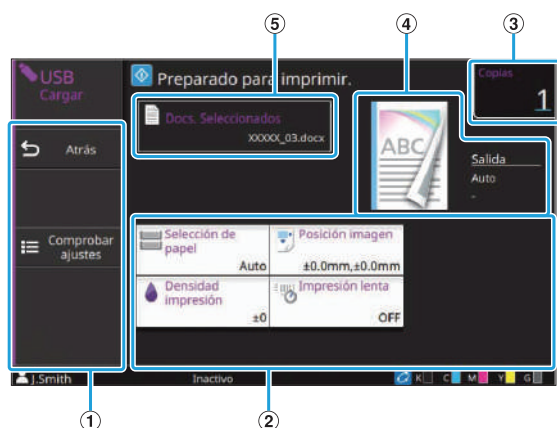 ⑤
④
③
USB
Cargar
Preparado para imprimir.
Copias
1
Docs. Seleccionados
XXXXX_03.docx
ABC
Salida
Auto
-
Atrás
Comprobar
ajustes
Selección de
papel
Auto
Posición imagen
±0.0mm,±0.0mm
Densidad
impresión
±0
Impresión lenta
OFF
J.Smith
Inactivo
K C M Y G
①
②